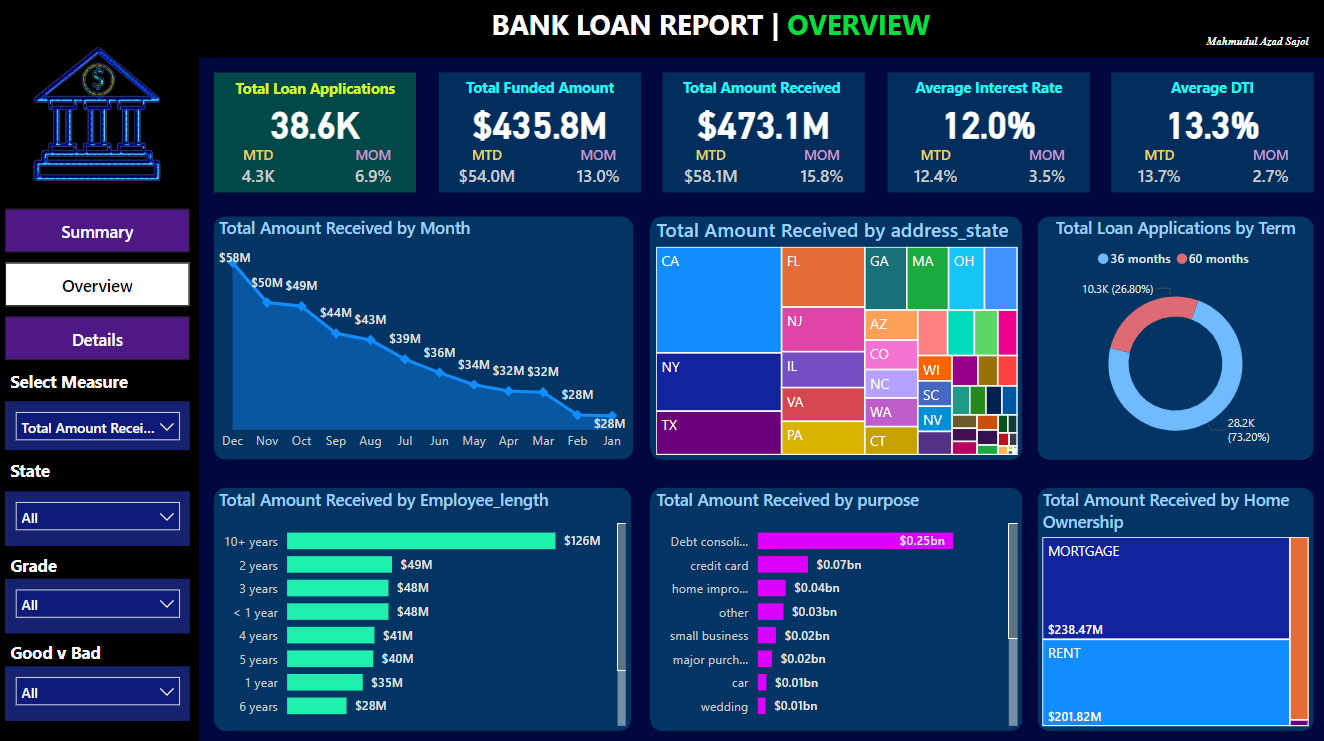 BANK LOAN REPORT | OVERVIEW
Mahmudul Azad Sajol
$
Summary
Overview
Details
Select Measure
Total Amount Recei...
State
All
Grade
All
Good v Bad
All
Total Loan Applications
38.6K
MTD MOM
4.3K 6.9%
Total Funded Amount
$435.8M
MTD MOM
$54.0M 13.0%
Total Amount Received
$473.1M
MTD MOM
$58.1M 15.8%
Average Interest Rate
12.0%
MTD MOM
12.4% 3.5%
Average DTI
13.3%
MTD MOM
13.7% 2.7%
Total Amount Received by Month
$58M
$50M
$49M
$44M
$43M
$39M
$36M
$34M
$32M
$32M
$28M
$28M
Dec Nov Oct Sep Aug Jul Jun May Apr Mar Feb Jan
Total Amount Received by address_state
CA
NY
TX
FL
NJ
IL
VA
PA
GA
MA
OH
AZ
CO
NC
WA
CT
WI
SC
NV
Total Loan Applications by Term
36 months 60 months
10.3K (26.80%)
28.2K
(73.20%)
Total Amount Received by Employee_length
10+ years $126M
2 years $49M
3 years $48M
< 1 year $48M
4 years $41M
5 years $40M
1 year $35M
6 years $28M
Total Amount Received by purpose
Debt consoli... $0.25bn
credit card $0.07bn
home impro... $0.04bn
other $0.03bn
small business $0.02bn
major purch... $0.02bn
car $0.01bn
wedding $0.01bn
Total Amount Received by Home
Ownership
MORTGAGE
$238.47M
RENT
$201.82M